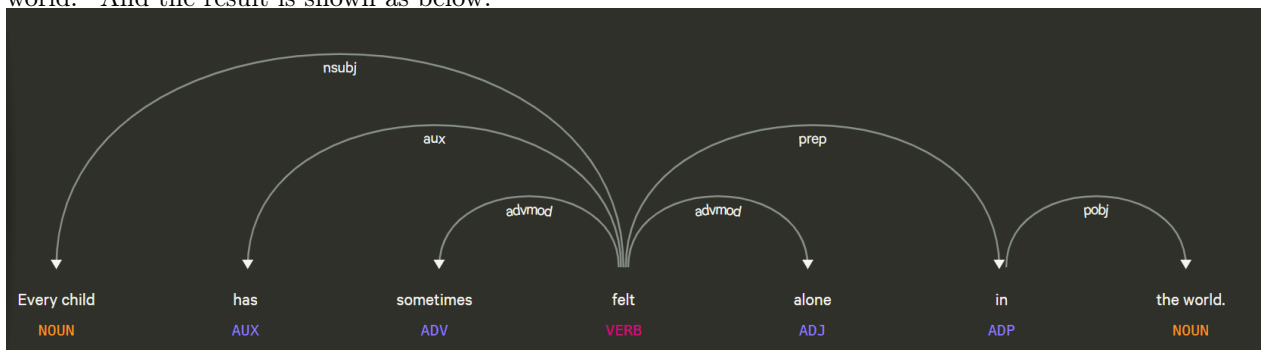 world." And the result is shown as below.
nsubj
aux
prep
advmod
advmod
pobj
Every child has sometimes felt alone in the world.
NOUN AUX ADV VERB ADJ ADP NOUN